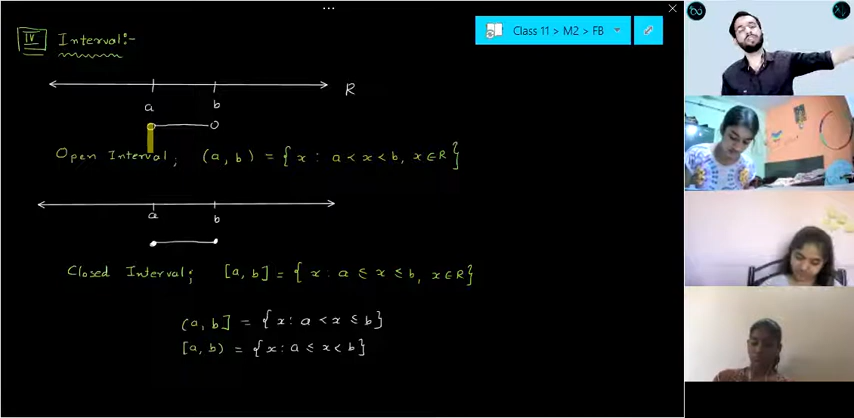 IV Interval:-
Class 11 > M2 > FB
R
a b
Open Interval; (a, b) = { x : a < x < b, x ∈ R }
a b
Closed Interval; [a, b] = { x : a ≤ x ≤ b, x ∈ R }
(a, b] = { x : a < x ≤ b }
[a, b) = { x : a ≤ x < b }